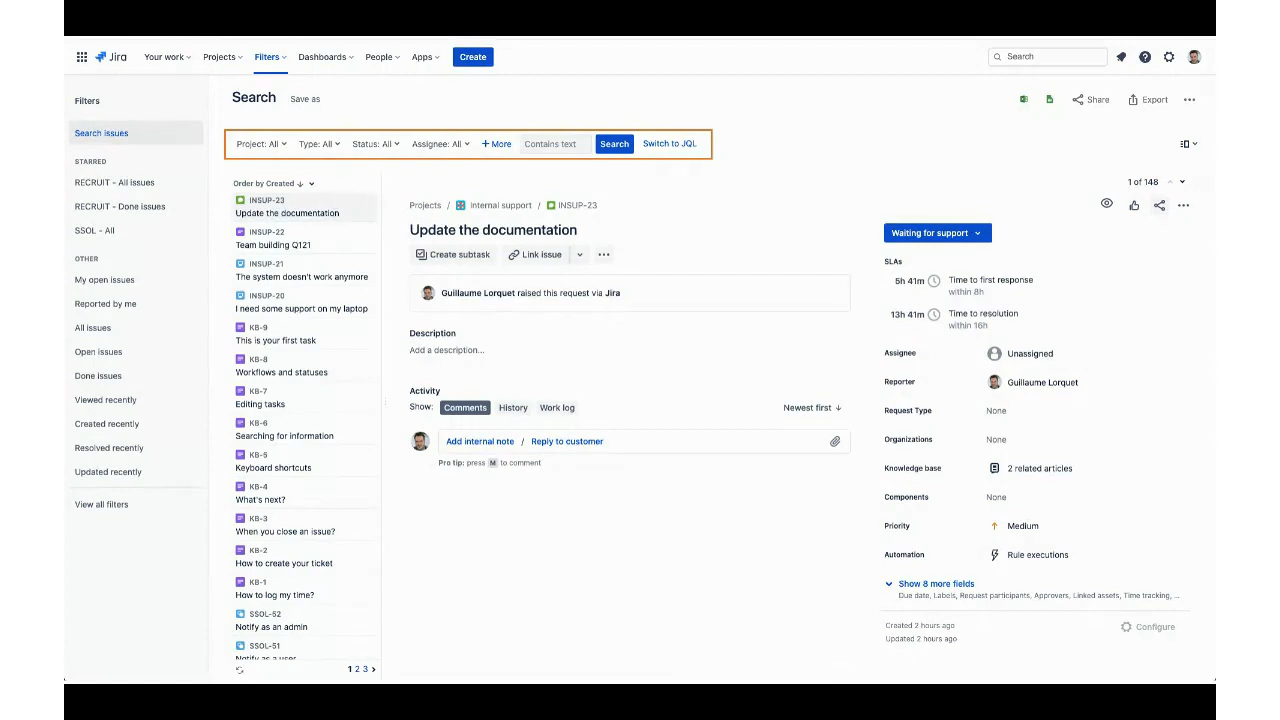 Jira Your work Projects Filters Dashboards People Apps Create Search
Filters
Search issues
STARRED
RECRUIT - All issues
RECRUIT - Done issues
SSOL - All
OTHER
My open issues
Reported by me
All issues
Open issues
Done issues
Viewed recently
Created recently
Resolved recently
Updated recently
View all filters
Search Save as
Share Export
Project: All Type: All Status: All Assignee: All + More Contains text Search Switch to JQL
Order by Created ↓
INSUP-23
Update the documentation
INSUP-22
Team building Q121
INSUP-21
The system doesn't work anymore
INSUP-20
I need some support on my laptop
KB-9
This is your first task
KB-8
Workflows and statuses
KB-7
Editing tasks
KB-6
Searching for information
KB-5
Keyboard shortcuts
KB-4
What's next?
KB-3
When you close an issue?
KB-2
How to create your ticket
KB-1
How to log my time?
SSOL-52
Notify as an admin
SSOL-51
Notify as a user
1 2 3
1 of 148
Projects / Internal support / INSUP-23
Update the documentation
Create subtask Link issue
Guillaume Lorquet raised this request via Jira
Description
Add a description...
Activity
Show: Comments History Work log Newest first ↓
Add internal note / Reply to customer
Pro tip: press M to comment
Waiting for support
SLAs
5h 41m Time to first response
within 8h
13h 41m Time to resolution
within 16h
Assignee Unassigned
Reporter Guillaume Lorquet
Request Type None
Organizations None
Knowledge base 2 related articles
Components None
Priority Medium
Automation Rule executions
Show 8 more fields
Due date, Labels, Request participants, Approvers, Linked assets, Time tracking, ...
Created 2 hours ago
Updated 2 hours ago
Configure